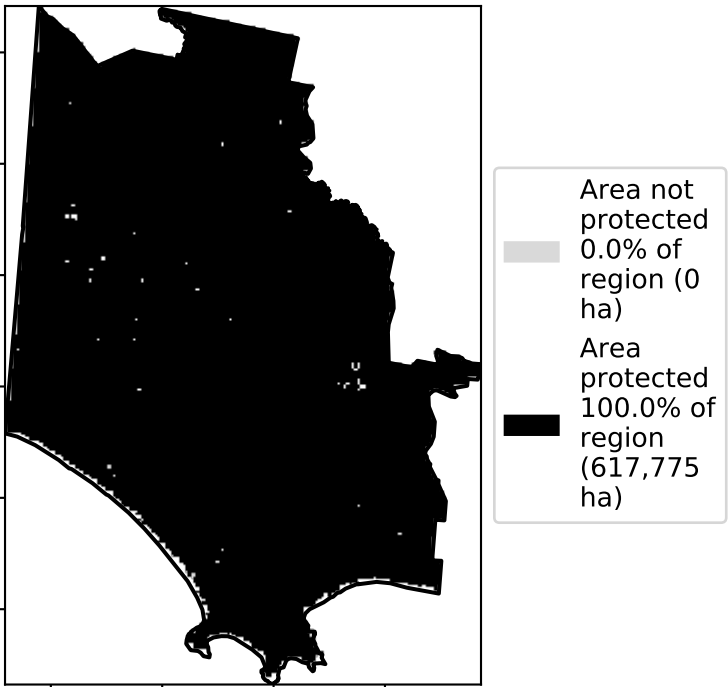 Area not
protected
0.0% of
region (0
ha)
Area
protected
100.0% of
region
(617,775
ha)